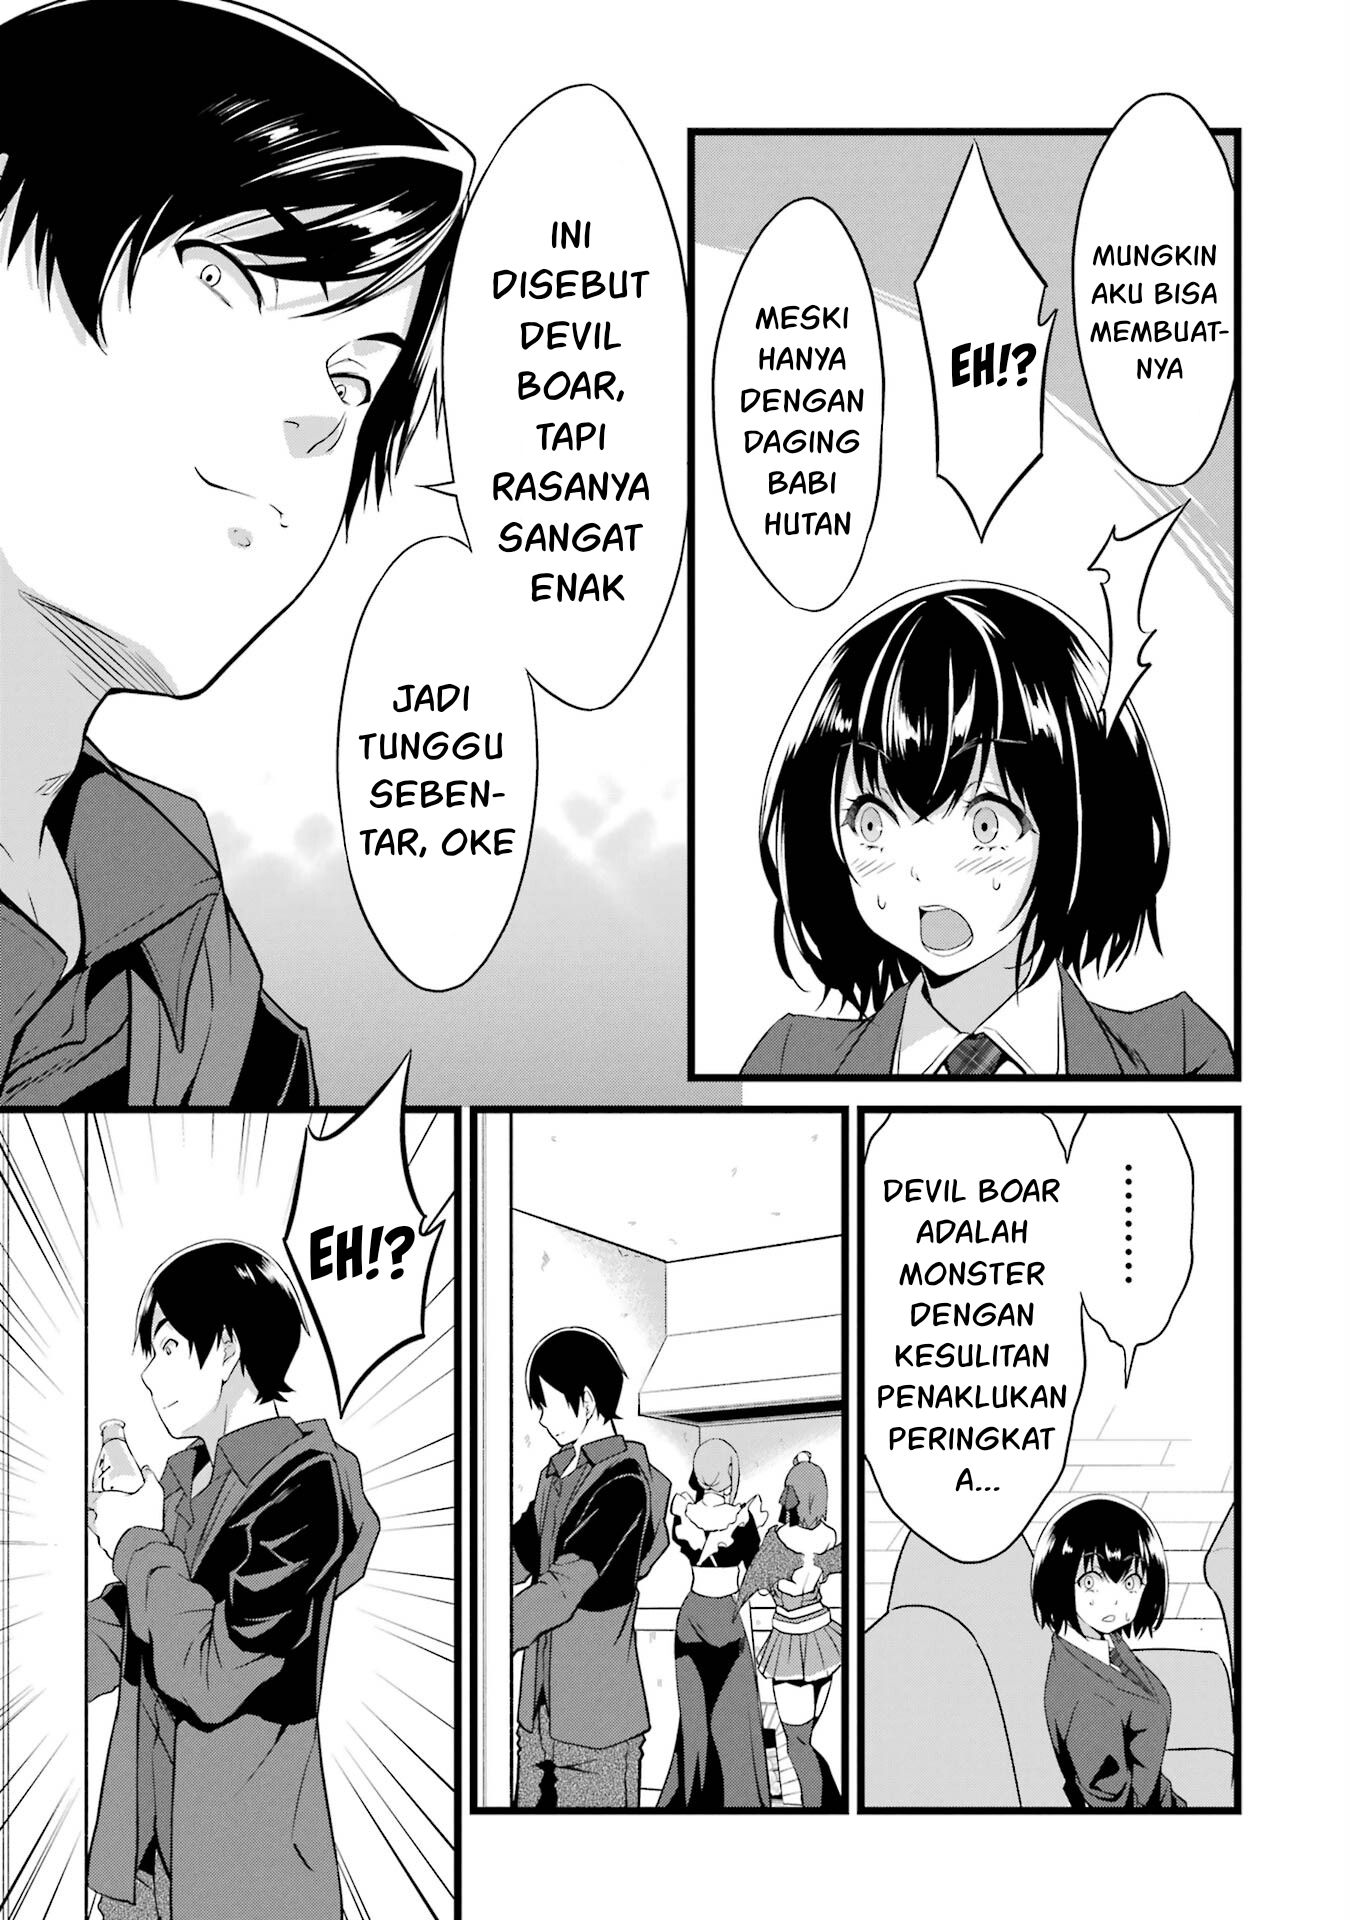 MUNGKIN
AKU BISA
MEMBUAT-
NYA
EH!?
MESKI
HANYA
DENGAN
DAGING
BABI
HUTAN
INI
DISEBUT
DEVIL
BOAR,
TAPI
RASANYA
SANGAT
ENAK
JADI
TUNGGU
SEBEN-
TAR, OKE
.........
DEVIL BOAR
ADALAH
MONSTER
DENGAN
KESULITAN
PENAKLUKAN
PERINGKAT
A...
EH!?